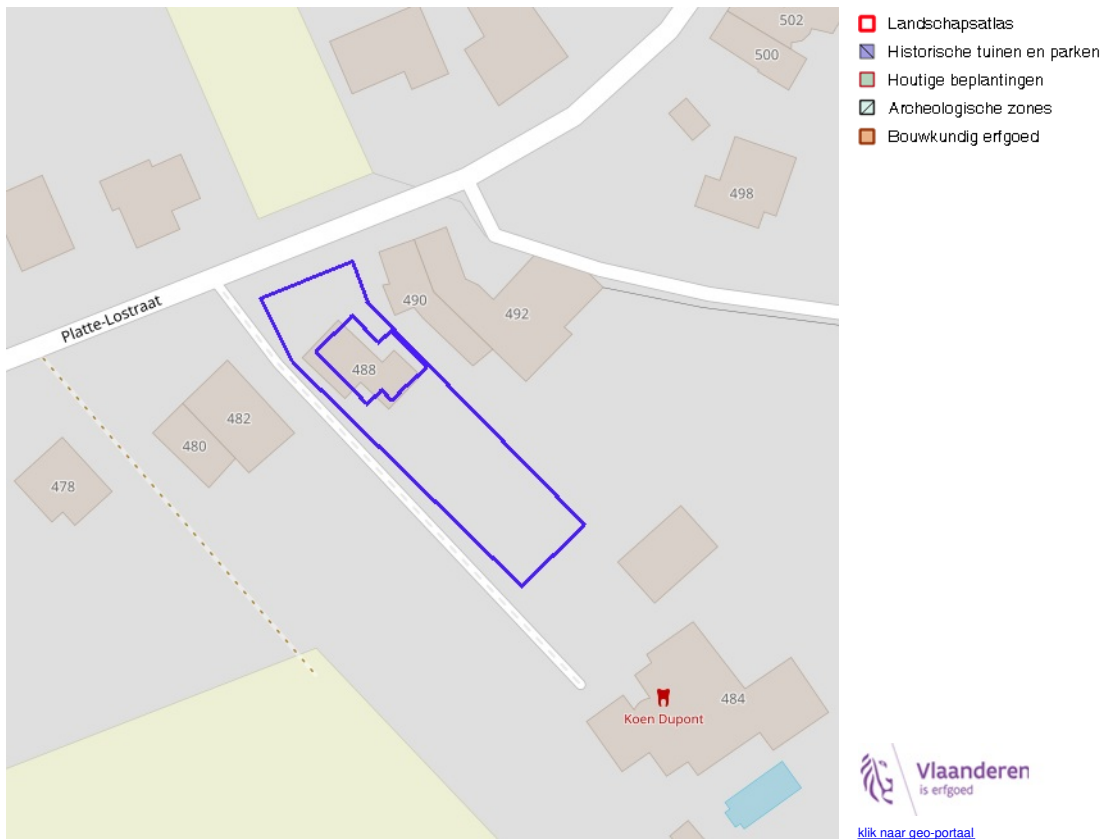 502
500
498
Platte-Lostraat
490
492
488
482
480
478
484
Koen Dupont
Landschapsatlas
Historische tuinen en parken
Houtige beplantingen
Archeologische zones
Bouwkundig erfgoed
Vlaanderen
is erfgoed
klik naar geo-portaal